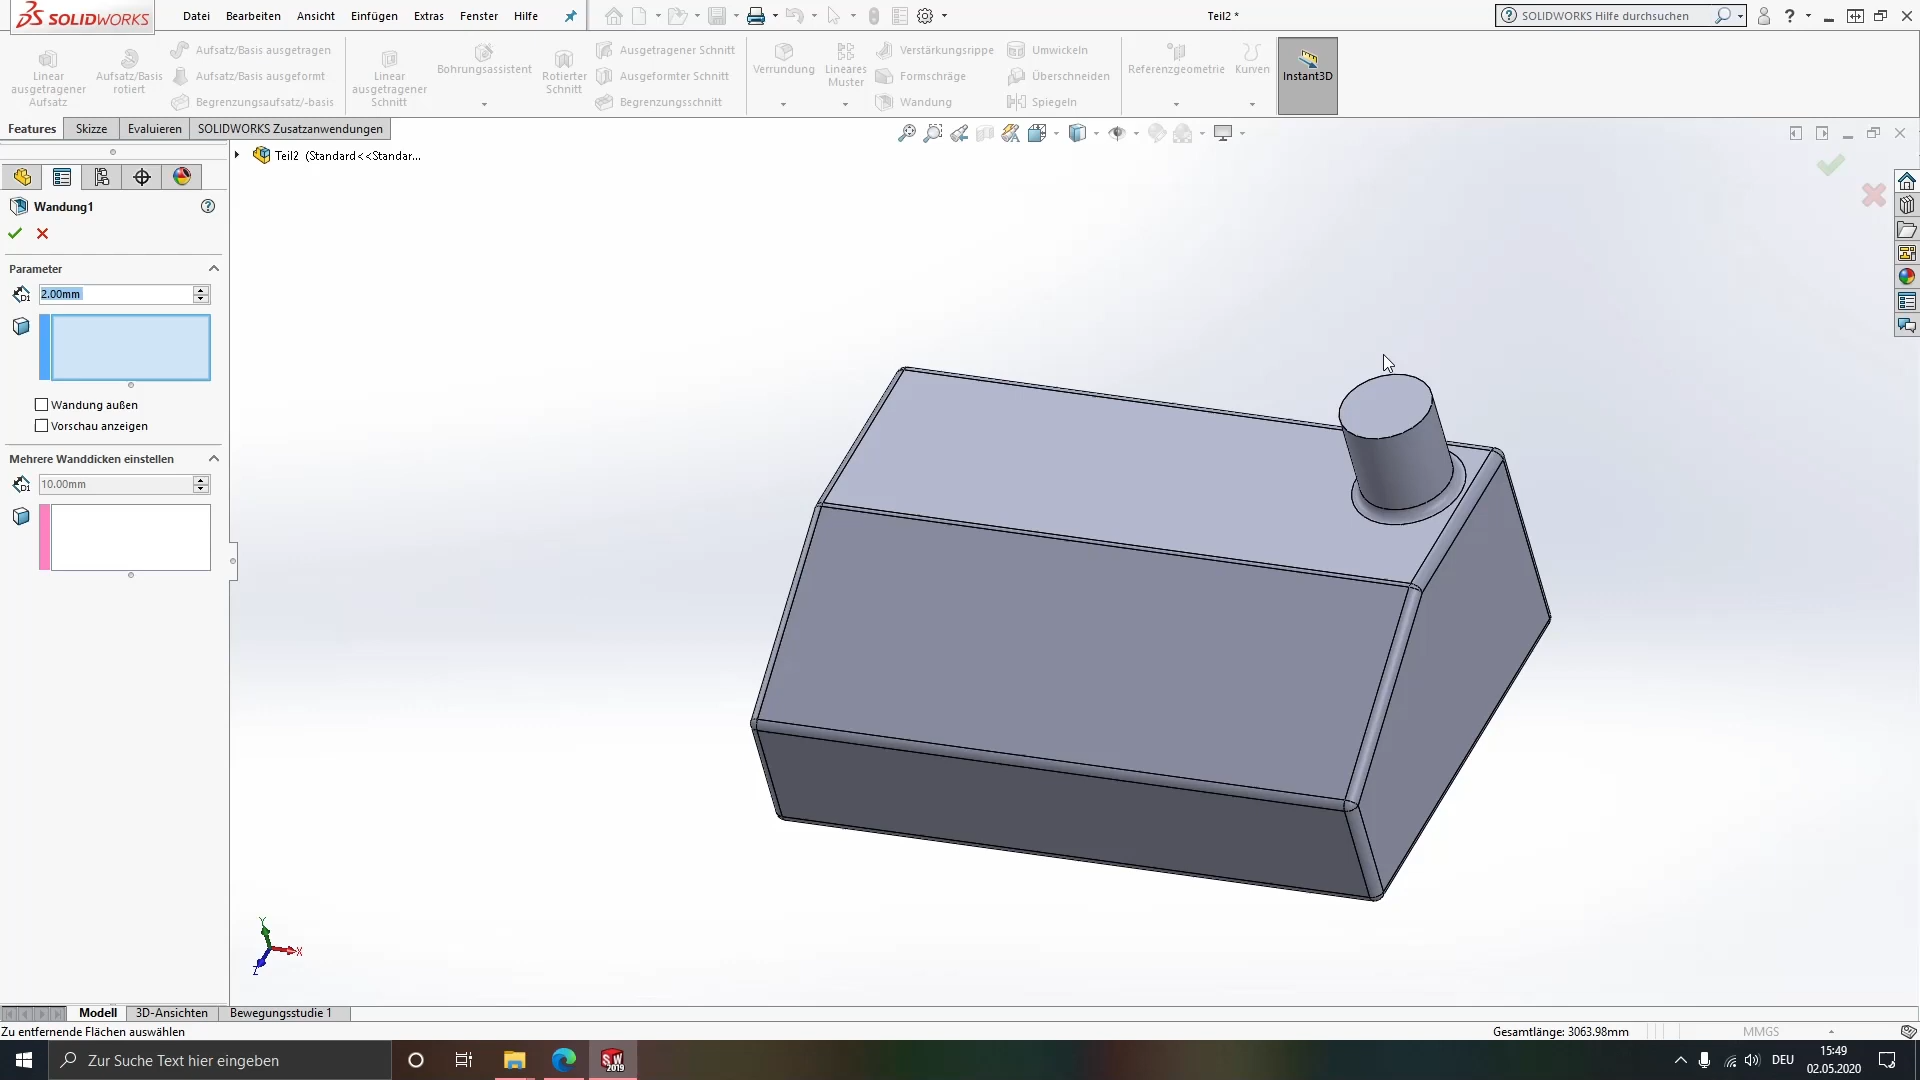 SOLIDWORKS
Datei Bearbeiten Ansicht Einfügen Extras Fenster Hilfe
Teil2 *
SOLIDWORKS Hilfe durchsuchen
Linear ausgetragener Aufsatz
Aufsatz/Basis rotiert
Aufsatz/Basis ausgetragen
Aufsatz/Basis ausgeformt
Begrenzungsaufsatz/-basis
Linear ausgetragener Schnitt
Bohrungsassistent
Rotierter Schnitt
Ausgetragener Schnitt
Ausgeformter Schnitt
Begrenzungsschnitt
Verrundung
Lineares Muster
Verstärkungsrippe
Formschräge
Wandung
Umwickeln
Überschneiden
Spiegeln
Referenzgeometrie
Kurven
Instant3D
Features Skizze Evaluieren SOLIDWORKS Zusatzanwendungen
Teil2 (Standard<<Standar...
Wandung1
Parameter
D1 2.00mm
Wandung außen
Vorschau anzeigen
Mehrere Wanddicken einstellen
D1 10.00mm
Y
X
Z
Modell 3D-Ansichten Bewegungsstudie 1
Zu entfernende Flächen auswählen
Gesamtlänge: 3063.98mm
MMGS
Zur Suche Text hier eingeben
SW
2019
DEU
15:49
02.05.2020